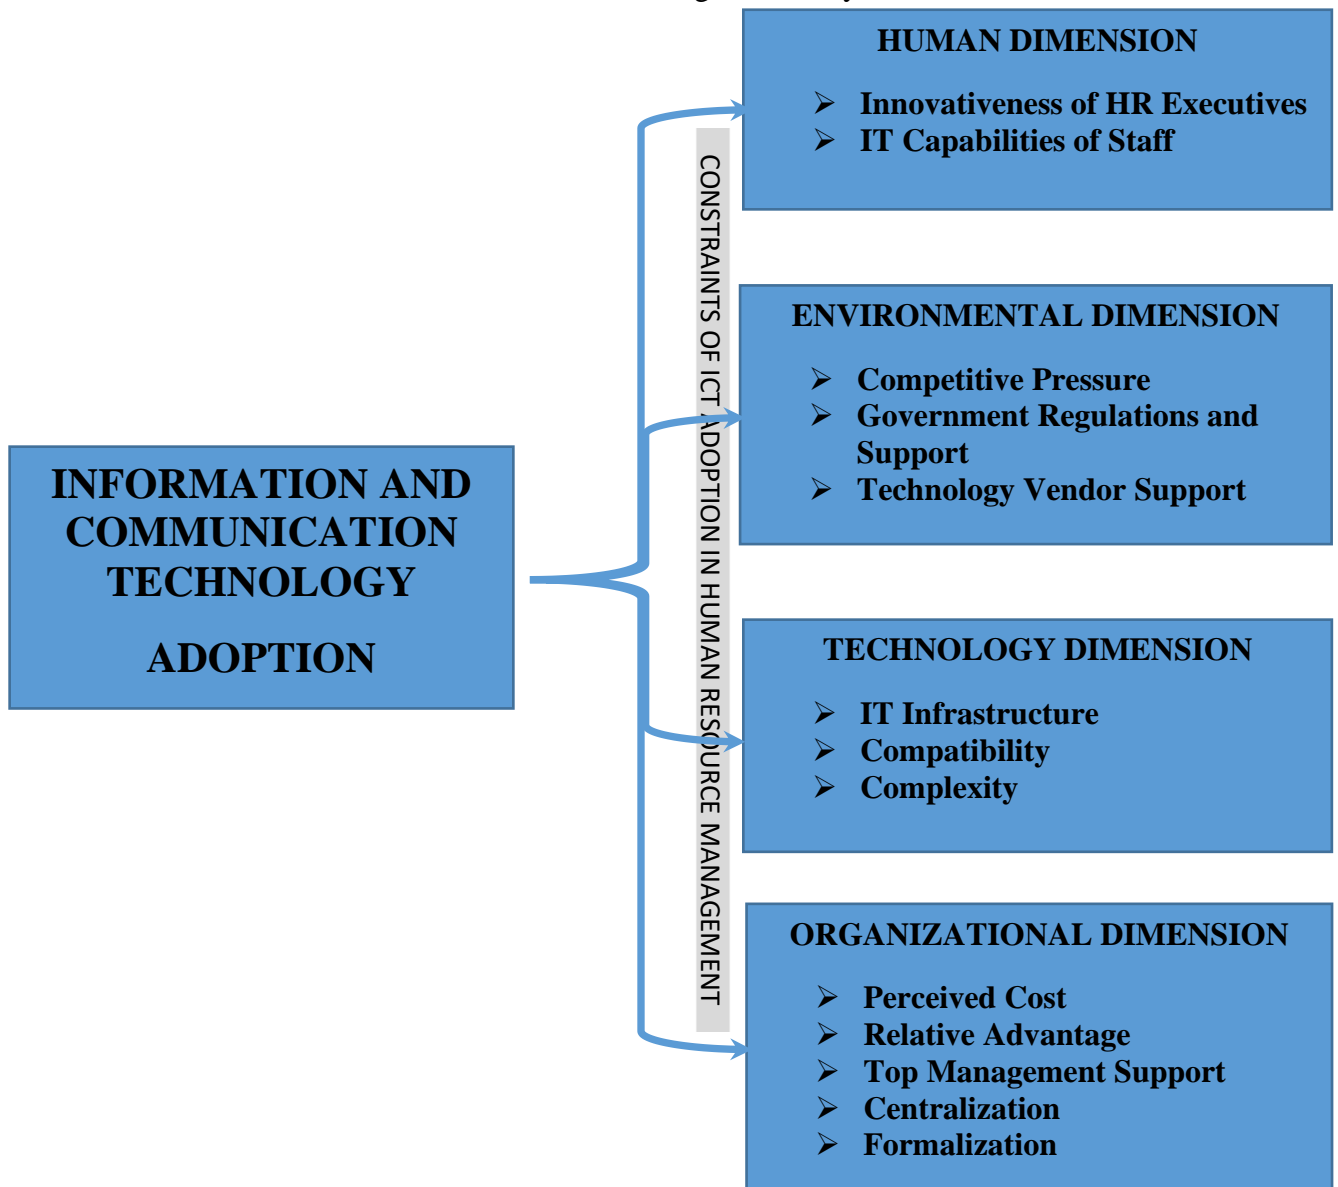 HUMAN DIMENSION
➢ Innovativeness of HR Executives
➢ IT Capabilities of Staff
CONSTRAINTS OF ICT ADOPTION IN HUMAN RESOURCE MANAGEMENT
ENVIRONMENTAL DIMENSION
➢ Competitive Pressure
➢ Government Regulations and
Support
➢ Technology Vendor Support
INFORMATION AND
COMMUNICATION
TECHNOLOGY
ADOPTION
TECHNOLOGY DIMENSION
➢ IT Infrastructure
➢ Compatibility
➢ Complexity
ORGANIZATIONAL DIMENSION
➢ Perceived Cost
➢ Relative Advantage
➢ Top Management Support
➢ Centralization
➢ Formalization